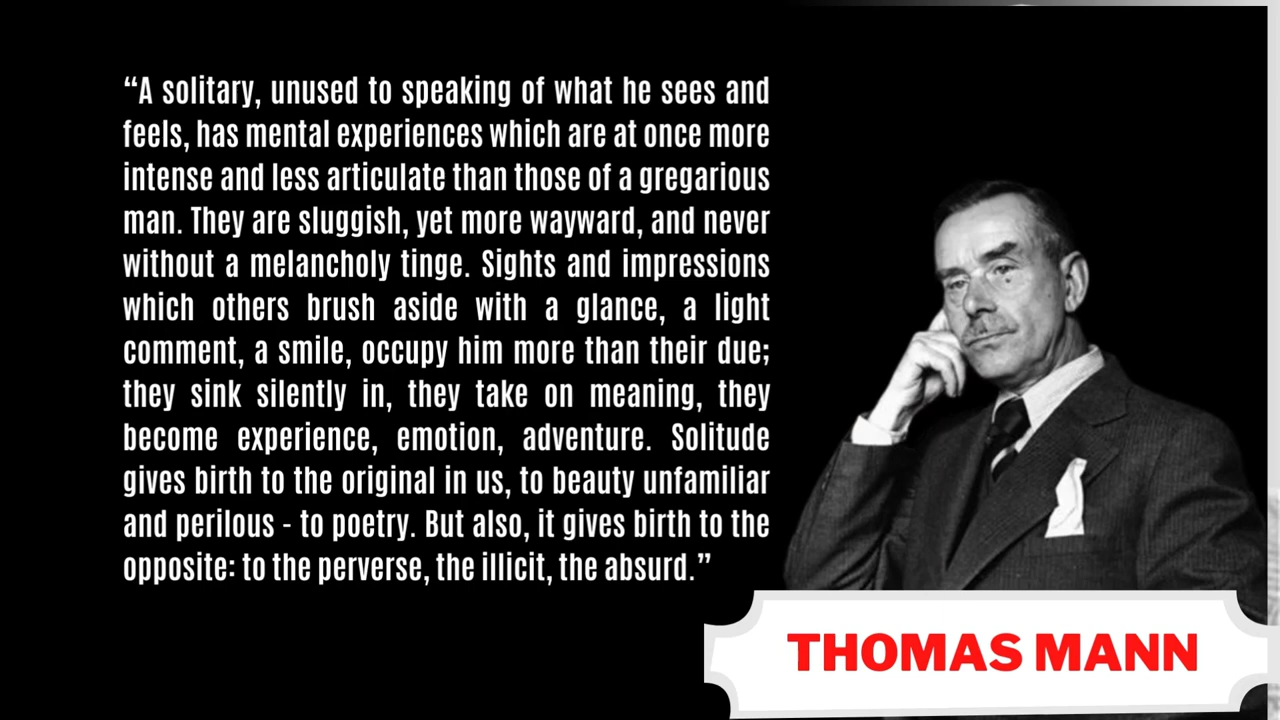 “A solitary, unused to speaking of what he sees and
feels, has mental experiences which are at once more
intense and less articulate than those of a gregarious
man. They are sluggish, yet more wayward, and never
without a melancholy tinge. Sights and impressions
which others brush aside with a glance, a light
comment, a smile, occupy him more than their due;
they sink silently in, they take on meaning, they
become experience, emotion, adventure. Solitude
gives birth to the original in us, to beauty unfamiliar
and perilous - to poetry. But also, it gives birth to the
opposite: to the perverse, the illicit, the absurd.”
THOMAS MANN